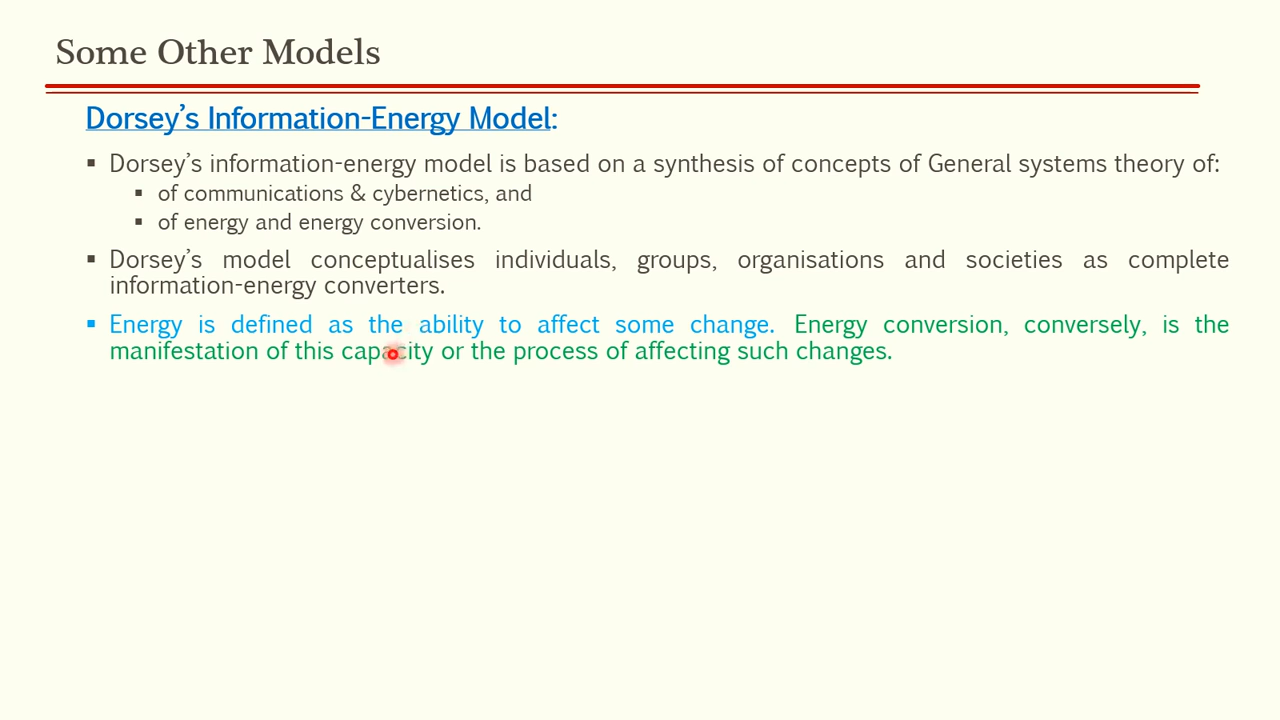 Some Other Models
Dorsey’s Information-Energy Model:
▪ Dorsey’s information-energy model is based on a synthesis of concepts of General systems theory of:
▪ of communications & cybernetics, and
▪ of energy and energy conversion.
▪ Dorsey’s model conceptualises individuals, groups, organisations and societies as complete
information-energy converters.
▪ Energy is defined as the ability to affect some change. Energy conversion, conversely, is the
manifestation of this capacity or the process of affecting such changes.